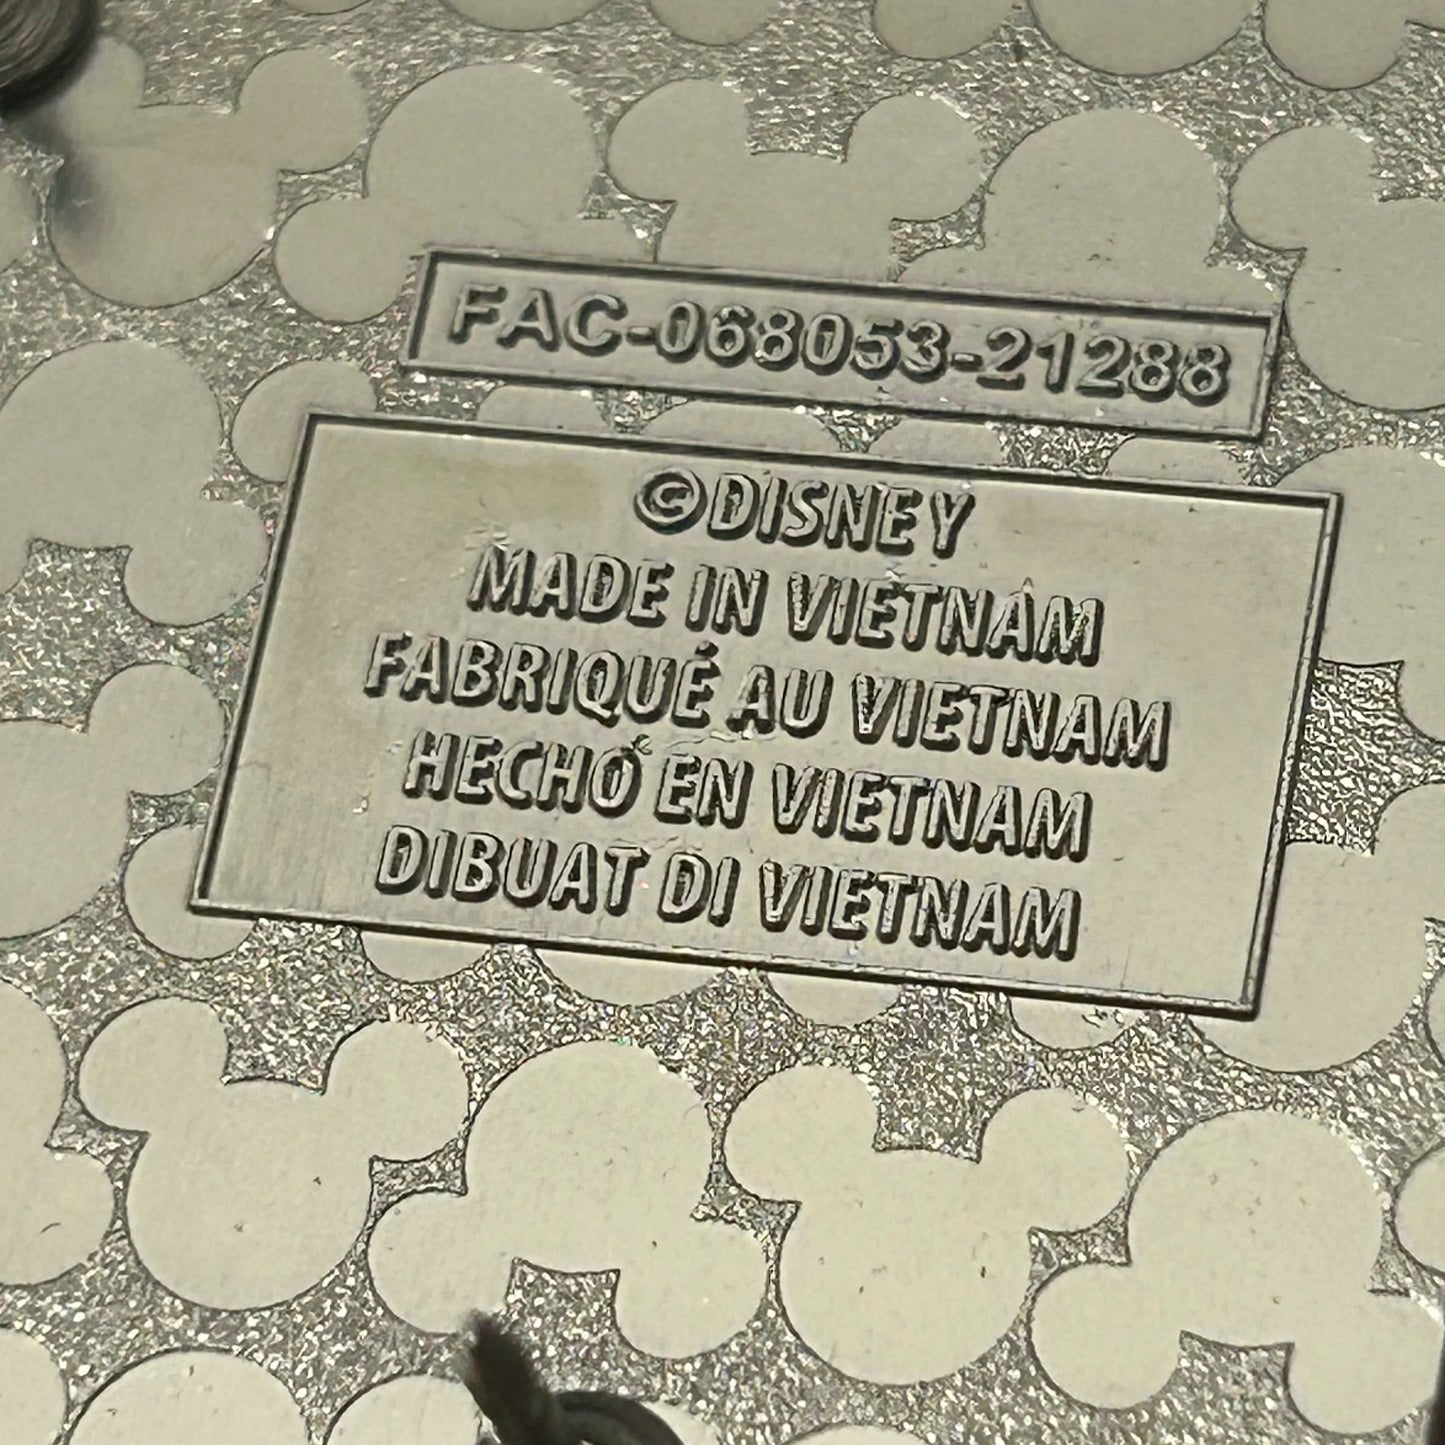 FAC-068053-21288
©DISNEY
MADE IN VIETNAM
FABRIQUÉ AU VIETNAM
HECHO EN VIETNAM
DIBUAT DI VIETNAM